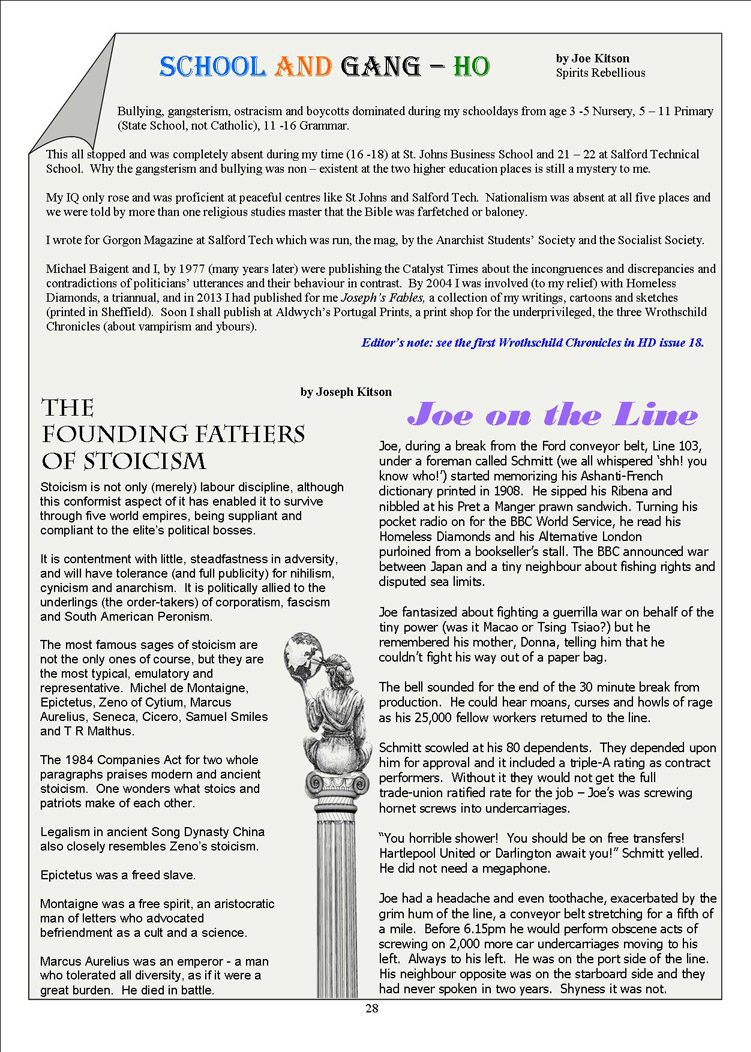 SCHOOL AND GANG – HO
by Joe Kitson
Spirits Rebellious
Bullying, gangsterism, ostracism and boycotts dominated during my schooldays from age 3 -5 Nursery, 5 – 11 Primary
(State School, not Catholic), 11 -16 Grammar.
This all stopped and was completely absent during my time (16 -18) at St. Johns Business School and 21 – 22 at Salford Technical
School. Why the gangsterism and bullying was non – existent at the two higher education places is still a mystery to me.
My IQ only rose and was proficient at peaceful centres like St Johns and Salford Tech. Nationalism was absent at all five places and
we were told by more than one religious studies master that the Bible was farfetched or baloney.
I wrote for Gorgon Magazine at Salford Tech which was run, the mag, by the Anarchist Students' Society and the Socialist Society.
Michael Baigent and I, by 1977 (many years later) were publishing the Catalyst Times about the incongruences and discrepancies and
contradictions of politicians' utterances and their behaviour in contrast. By 2004 I was involved (to my relief) with Homeless
Diamonds, a triannual, and in 2013 I had published for me Joseph's Fables, a collection of my writings, cartoons and sketches
(printed in Sheffield). Soon I shall publish at Aldwych's Portugal Prints, a print shop for the underprivileged, the three Wrothschild
Chronicles (about vampirism and ybours).
Editor's note: see the first Wrothschild Chronicles in HD issue 18.
by Joseph Kitson
THE
FOUNDING FATHERS
OF STOICISM
Stoicism is not only (merely) labour discipline, although
this conformist aspect of it has enabled it to survive
through five world empires, being suppliant and
compliant to the elite's political bosses.
It is contentment with little, steadfastness in adversity,
and will have tolerance (and full publicity) for nihilism,
cynicism and anarchism. It is politically allied to the
underlings (the order-takers) of corporatism, fascism
and South American Peronism.
The most famous sages of stoicism are
not the only ones of course, but they are
the most typical, emulatory and
representative. Michel de Montaigne,
Epictetus, Zeno of Cytium, Marcus
Aurelius, Seneca, Cicero, Samuel Smiles
and T R Malthus.
The 1984 Companies Act for two whole
paragraphs praises modern and ancient
stoicism. One wonders what stoics and
patriots make of each other.
Legalism in ancient Song Dynasty China
also closely resembles Zeno's stoicism.
Epictetus was a freed slave.
Montaigne was a free spirit, an aristocratic
man of letters who advocated
befriendment as a cult and a science.
Marcus Aurelius was an emperor - a man
who tolerated all diversity, as if it were a
great burden. He died in battle.
Joe on the Line
Joe, during a break from the Ford conveyor belt, Line 103,
under a foreman called Schmitt (we all whispered 'shh! you
know who!') started memorizing his Ashanti-French
dictionary printed in 1908. He sipped his Ribena and
nibbled at his Pret a Manger prawn sandwich. Turning his
pocket radio on for the BBC World Service, he read his
Homeless Diamonds and his Alternative London
purloined from a bookseller's stall. The BBC announced war
between Japan and a tiny neighbour about fishing rights and
disputed sea limits.
Joe fantasized about fighting a guerrilla war on behalf of the
tiny power (was it Macao or Tsing Tsiao?) but he
remembered his mother, Donna, telling him that he
couldn't fight his way out of a paper bag.
The bell sounded for the end of the 30 minute break from
production. He could hear moans, curses and howls of rage
as his 25,000 fellow workers returned to the line.
Schmitt scowled at his 80 dependents. They depended upon
him for approval and it included a triple-A rating as contract
performers. Without it they would not get the full
trade-union ratified rate for the job – Joe's was screwing
hornet screws into undercarriages.
"You horrible shower! You should be on free transfers!
Hartlepool United or Darlington await you!" Schmitt yelled.
He did not need a megaphone.
Joe had a headache and even toothache, exacerbated by the
grim hum of the line, a conveyor belt stretching for a fifth of
a mile. Before 6.15pm he would perform obscene acts of
screwing on 2,000 more car undercarriages moving to his
left. Always to his left. He was on the port side of the line.
His neighbour opposite was on the starboard side and they
had never spoken in two years. Shyness it was not.
28